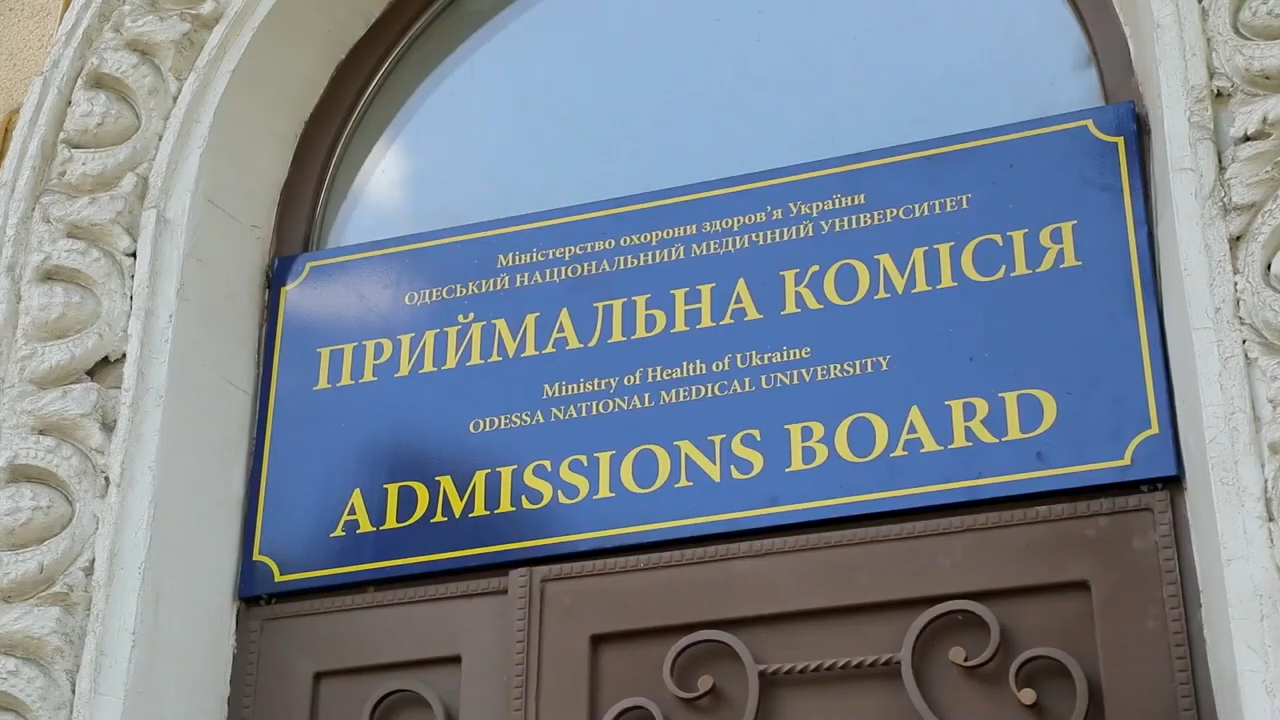 Міністерство охорони здоров'я України
ОДЕСЬКИЙ НАЦІОНАЛЬНИЙ МЕДИЧНИЙ УНІВЕРСИТЕТ
ПРИЙМАЛЬНА КОМІСІЯ
Ministry of Health of Ukraine
ODESSA NATIONAL MEDICAL UNIVERSITY
ADMISSIONS BOARD